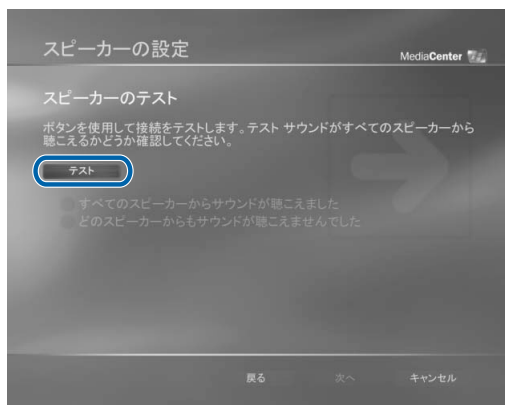 スピーカーの設定
MediaCenter
スピーカーのテスト
ボタンを使用して接続をテストします。テスト サウンドがすべてのスピーカーから
聴こえるかどうか確認してください。
テスト
すべてのスピーカーからサウンドが聴こえました
どのスピーカーからもサウンドが聴こえませんでした
戻る 次へ キャンセル